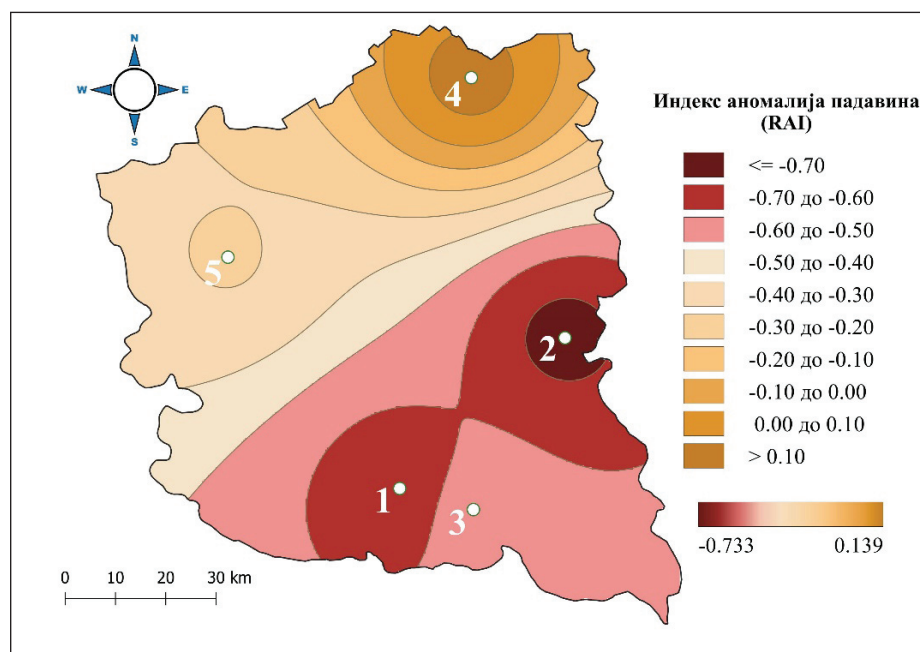 N
W E
S
4
5
2
1
3
Индекс аномалија падавина
(RAI)
<= -0.70
-0.70 до -0.60
-0.60 до -0.50
-0.50 до -0.40
-0.40 до -0.30
-0.30 до -0.20
-0.20 до -0.10
-0.10 до 0.00
0.00 до 0.10
> 0.10
-0.733 0.139
0 10 20 30 km